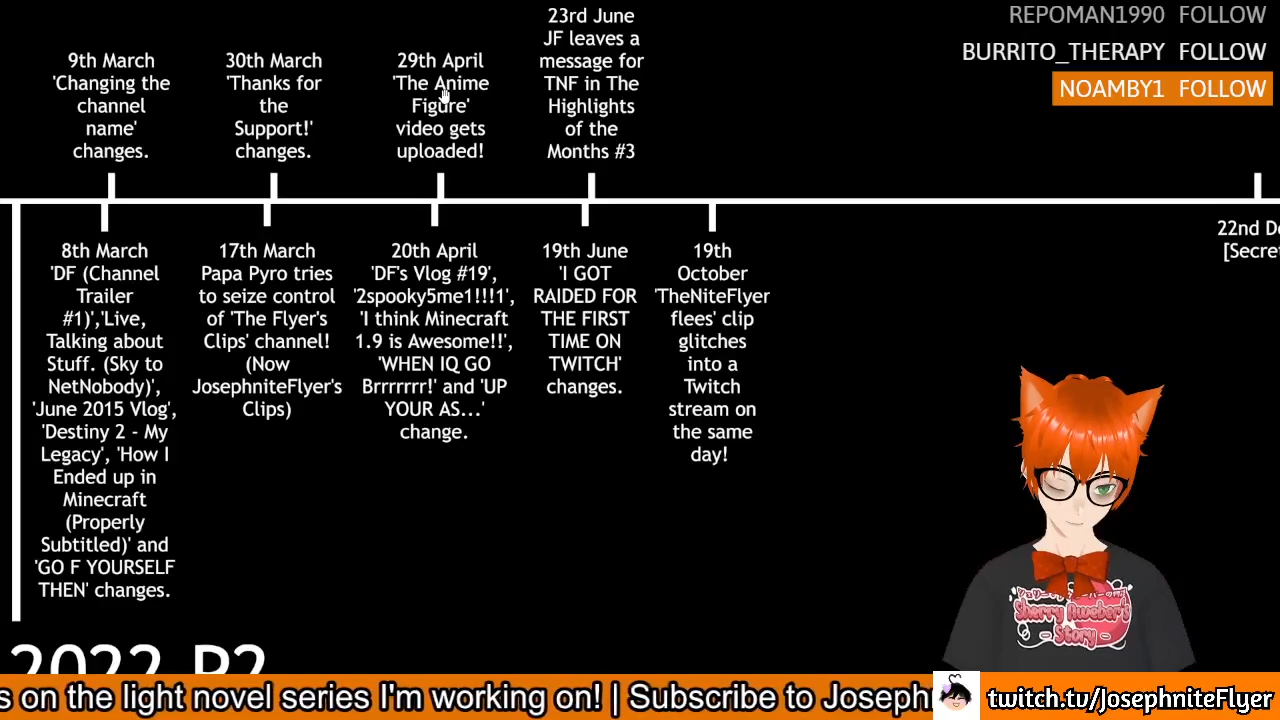 REPOMAN1990 FOLLOW
BURRITO_THERAPY FOLLOW
NOAMBY1 FOLLOW
9th March
'Changing the
channel
name'
changes.
30th March
'Thanks for
the
Support!'
changes.
29th April
'The Anime
Figure'
video gets
uploaded!
23rd June
JF leaves a
message for
TNF in The
Highlights
of the
Months #3
8th March
'DF (Channel
Trailer
#1)','Live,
Talking about
Stuff. (Sky to
NetNobody)',
'June 2015 Vlog',
'Destiny 2 - My
Legacy', 'How I
Ended up in
Minecraft
(Properly
Subtitled)' and
'GO F YOURSELF
THEN' changes.
17th March
Papa Pyro tries
to seize control
of 'The Flyer's
Clips' channel!
(Now
JosephniteFlyer's
Clips)
20th April
'DF's Vlog #19',
'2spooky5me1!!!1',
'I think Minecraft
1.9 is Awesome!!',
'WHEN IQ GO
Brrrrrrr!' and 'UP
YOUR AS...'
change.
19th June
'I GOT
RAIDED FOR
THE FIRST
TIME ON
TWITCH'
changes.
19th
October
'TheNiteFlyer
flees' clip
glitches
into a
Twitch
stream on
the same
day!
22nd De
[Secre
2022 P2
Sherry Aweber's
- Story -
s on the light novel series I'm working on! | Subscribe to Joseph
twitch.tv/JosephniteFlyer